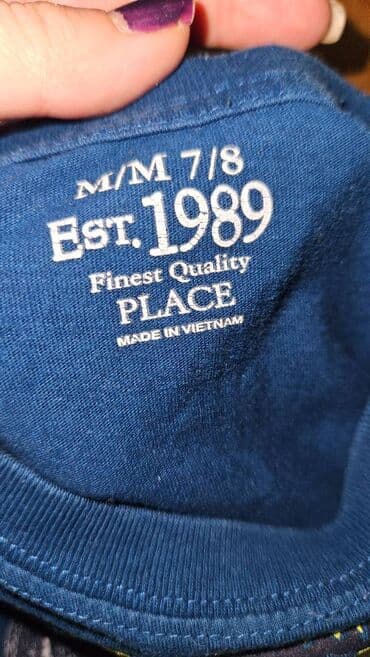 M/M 7/8
EST. 1989
Finest Quality
PLACE
MADE IN VIETNAM